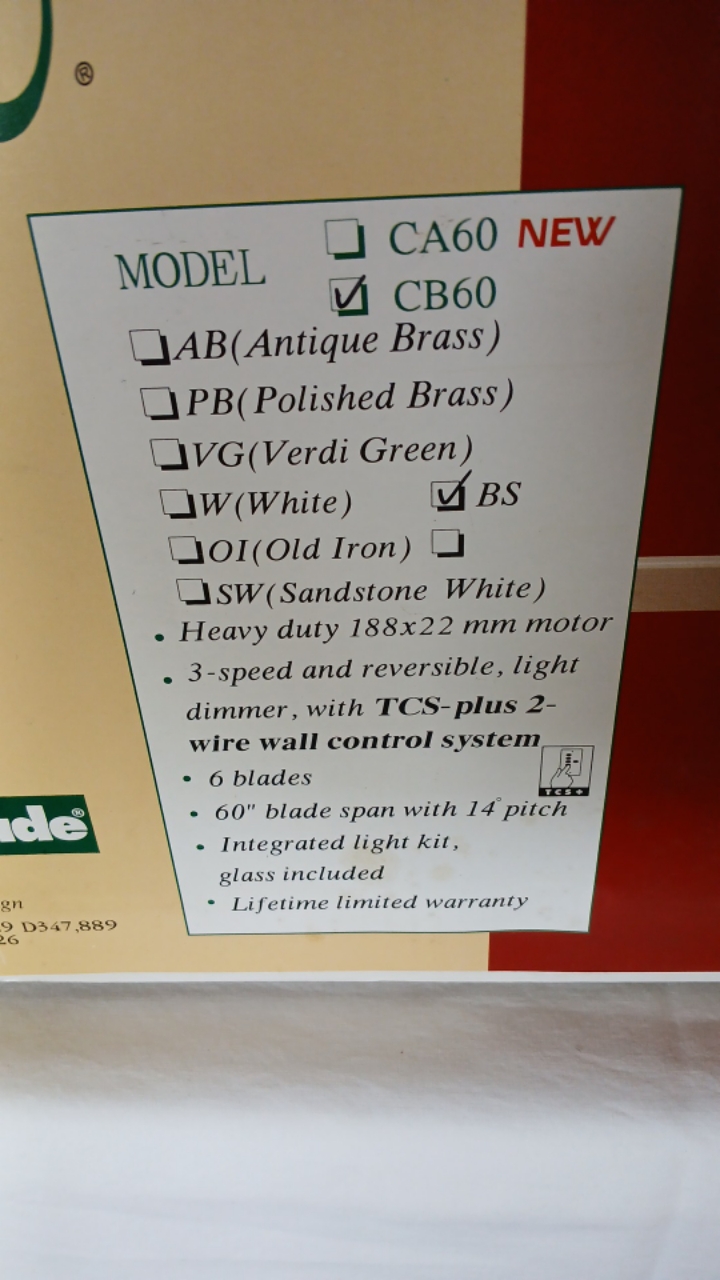 ®
MODEL
CA60 NEW
CB60
AB(Antique Brass)
PB(Polished Brass)
VG(Verdi Green)
W(White) BS
OI(Old Iron)
SW(Sandstone White)
• Heavy duty 188x22 mm motor
• 3-speed and reversible, light
dimmer, with TCS-plus 2-
wire wall control system
TCS+
• 6 blades
• 60" blade span with 14° pitch
• Integrated light kit,
glass included
• Lifetime limited warranty
ade®
gn
9 D347,889
26